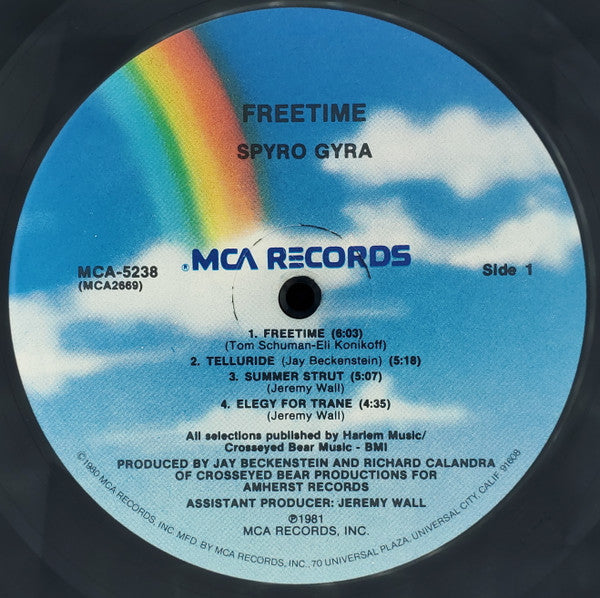 FREETIME
SPYRO GYRA
® MCA RECORDS
MCA-5238
(MCA2669)
Side 1
1. FREETIME (6:03)
(Tom Schuman-Eli Konikoff)
2. TELLURIDE (Jay Beckenstein) (5:18)
3. SUMMER STRUT (5:07)
(Jeremy Wall)
4. ELEGY FOR TRANE (4:35)
(Jeremy Wall)
All selections published by Harlem Music/
Crosseyed Bear Music - BMI
PRODUCED BY JAY BECKENSTEIN AND RICHARD CALANDRA
OF CROSSEYED BEAR PRODUCTIONS FOR
AMHERST RECORDS
ASSISTANT PRODUCER: JEREMY WALL
℗1981
MCA RECORDS, INC.
©1980 MCA RECORDS, INC. MFD. BY MCA RECORDS, INC., 70 UNIVERSAL PLAZA, UNIVERSAL CITY, CALIF. 91608